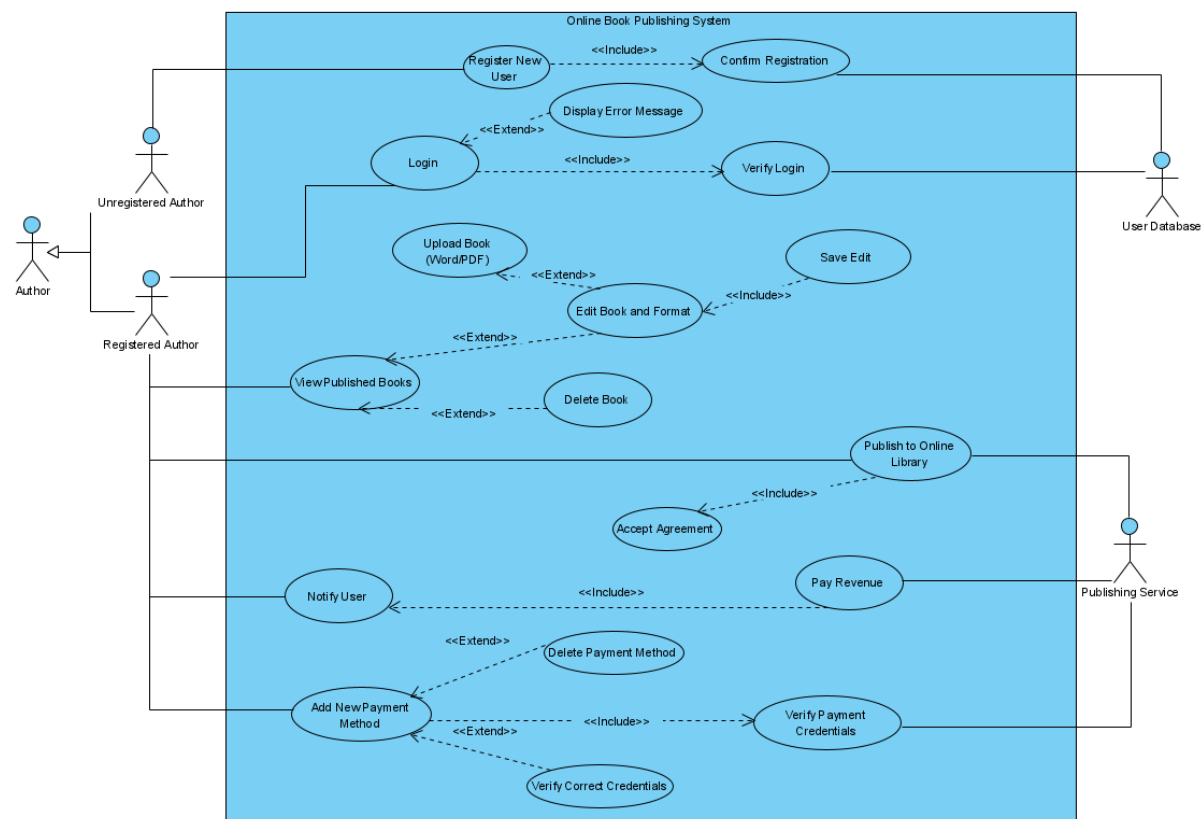 Online Book Publishing System
<<Include>>
Register New
User
Confirm Registration
Display Error Message
<<Extend>>
Login
<<Include>>
Verify Login
Unregistered Author
User Database
Upload Book
(Word/PDF)
<<Extend>>
Save Edit
Author
<<Include>>
Edit Book and Format
Registered Author
<<Extend>>
View Published Books
Delete Book
<<Extend>>
Publish to Online
Library
<<Include>>
Accept Agreement
Pay Revenue
Publishing Service
Notify User
<<Include>>
<<Extend>>
Delete Payment Method
Add New Payment
Method
<<Include>>
Verify Payment
Credentials
<<Extend>>
Verify Correct Credentials